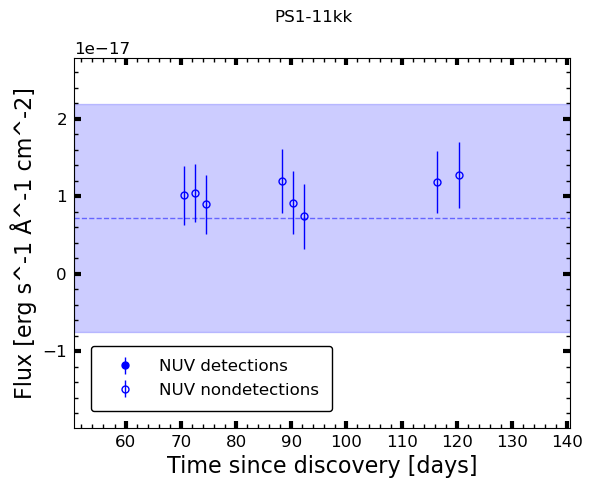 PS1-11kk
1e−17
Flux [erg s^-1 Å^-1 cm^-2]
2
1
0
−1
NUV detections
NUV nondetections
60 70 80 90 100 110 120 130 140
Time since discovery [days]